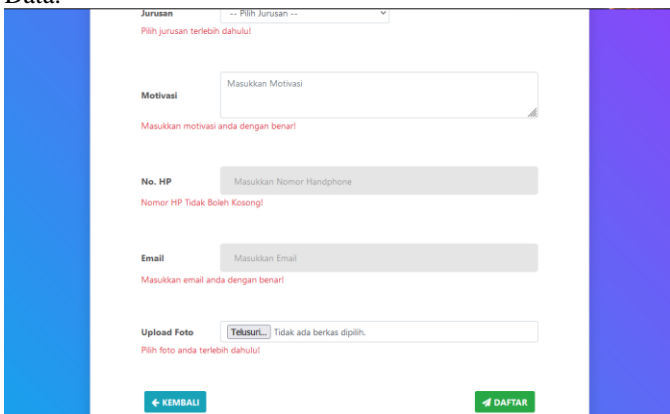 Data.
Jurusan -- Pilih Jurusan --
Pilih jurusan terlebih dahulu!
Masukkan Motivasi
Motivasi
Masukkan motivasi anda dengan benar!
No. HP Masukkan Nomor Handphone
Nomor HP Tidak Boleh Kosong!
Email Masukkan Email
Masukkan email anda dengan benar!
Upload Foto Telusuri... Tidak ada berkas dipilih.
Pilih foto anda terlebih dahulu!
KEMBALI DAFTAR